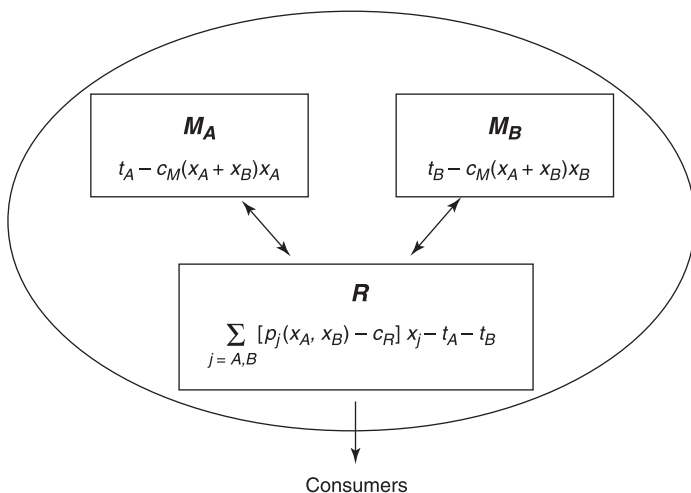 M_A
M_B
t_A – c_M(x_A + x_B)x_A
t_B – c_M(x_A + x_B)x_B
R
∑ [p_j(x_A, x_B) – c_R] x_j – t_A – t_B
j = A,B
Consumers